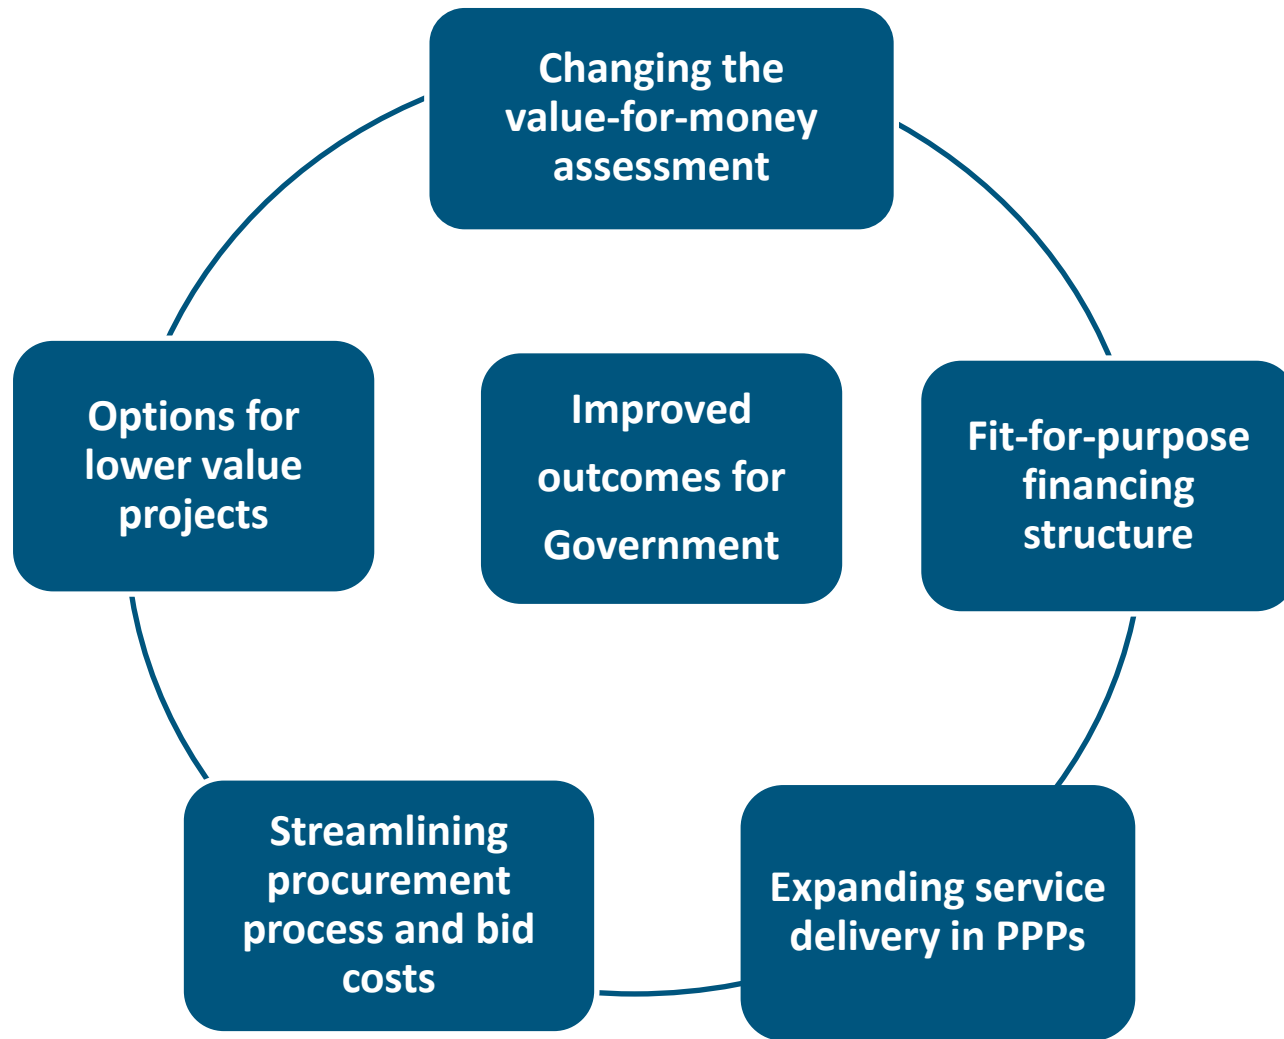 Changing the
value-for-money
assessment
Options for
lower value
projects
Improved
outcomes for
Government
Fit-for-purpose
financing
structure
Streamlining
procurement
process and bid
costs
Expanding service
delivery in PPPs